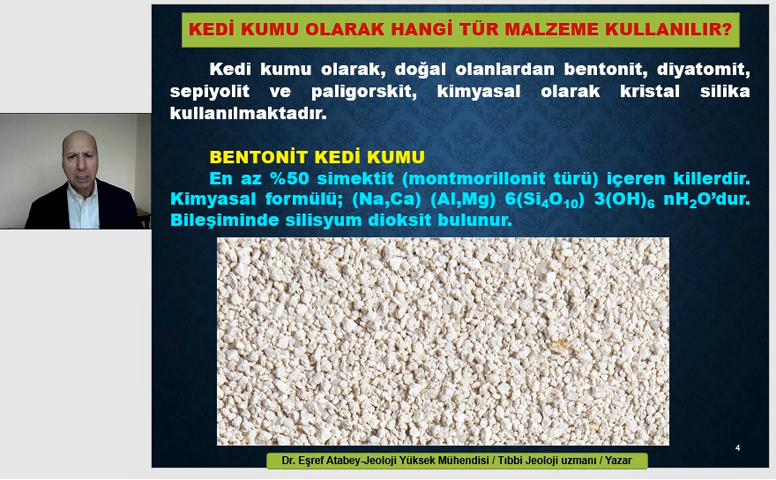 KEDİ KUMU OLARAK HANGİ TÜR MALZEME KULLANILIR?
Kedi kumu olarak, doğal olanlardan bentonit, diyatomit,
sepiyolit ve paligorskit, kimyasal olarak kristal silika
kullanılmaktadır.
BENTONİT KEDİ KUMU
En az %50 simektit (montmorillonit türü) içeren killerdir.
Kimyasal formülü; (Na,Ca) (Al,Mg) 6(Si₄O₁₀) 3(OH)₆ nH₂O’dur.
Bileşiminde silisyum dioksit bulunur.
4
Dr. Eşref Atabey-Jeoloji Yüksek Mühendisi / Tıbbi Jeoloji uzmanı / Yazar